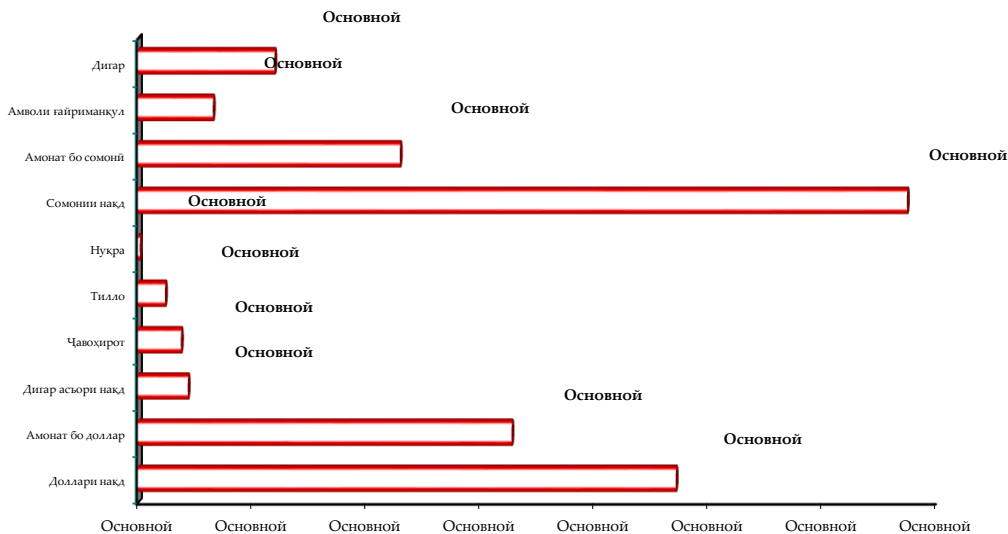 Основной
Дигар
Основной
Амволи ғайриманқул
Основной
Амонат бо сомонӣ
Основной
Сомонии нақд
Основной
Нуқра
Основной
Тилло
Основной
Ҷавоҳирот
Основной
Дигар асъори нақд
Основной
Амонат бо доллар
Основной
Доллари нақд
Основной Основной Основной Основной Основной Основной Основной Основной